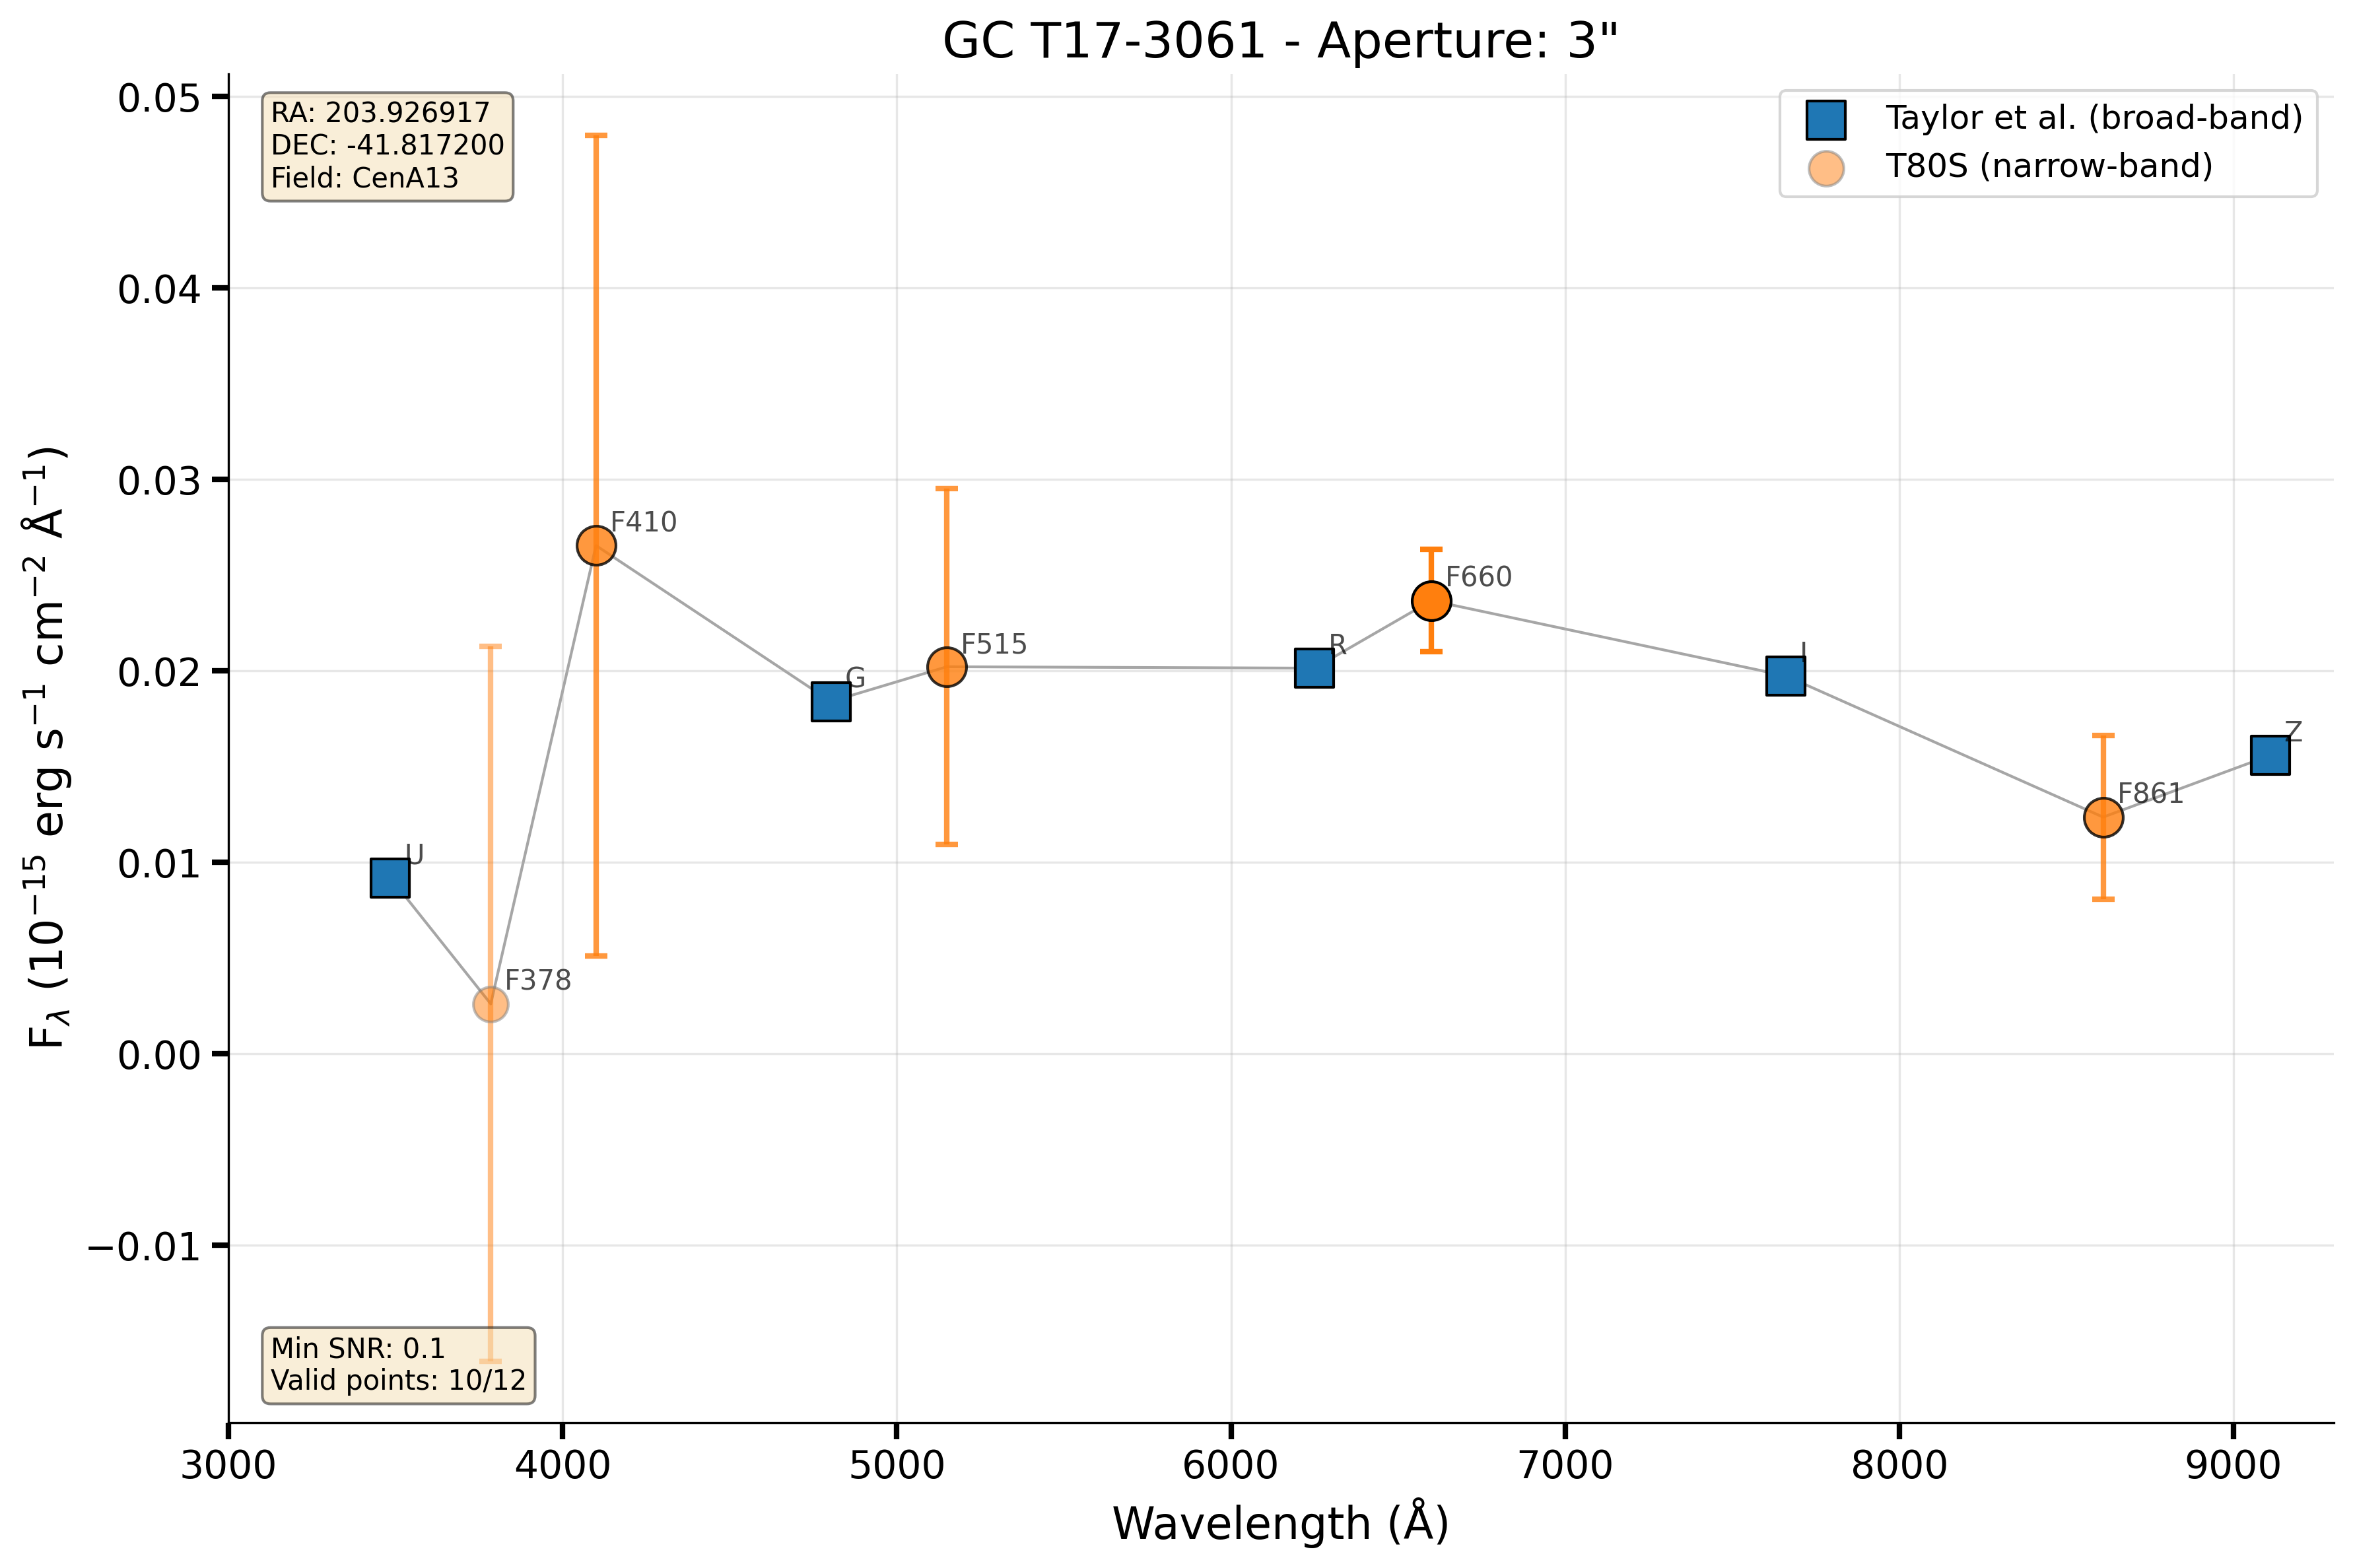 GC T17-3061 - Aperture: 3"
RA: 203.926917
DEC: -41.817200
Field: CenA13
Taylor et al. (broad-band)
T80S (narrow-band)
0.05
0.04
0.03
0.02
0.01
0.00
−0.01
F$_λ$ (10$^{−15}$ erg s$^{−1}$ cm$^{−2}$ Å$^{−1}$)
U
F378
F410
G
F515
R
F660
I
F861
Z
Min SNR: 0.1
Valid points: 10/12
3000 4000 5000 6000 7000 8000 9000
Wavelength (Å)